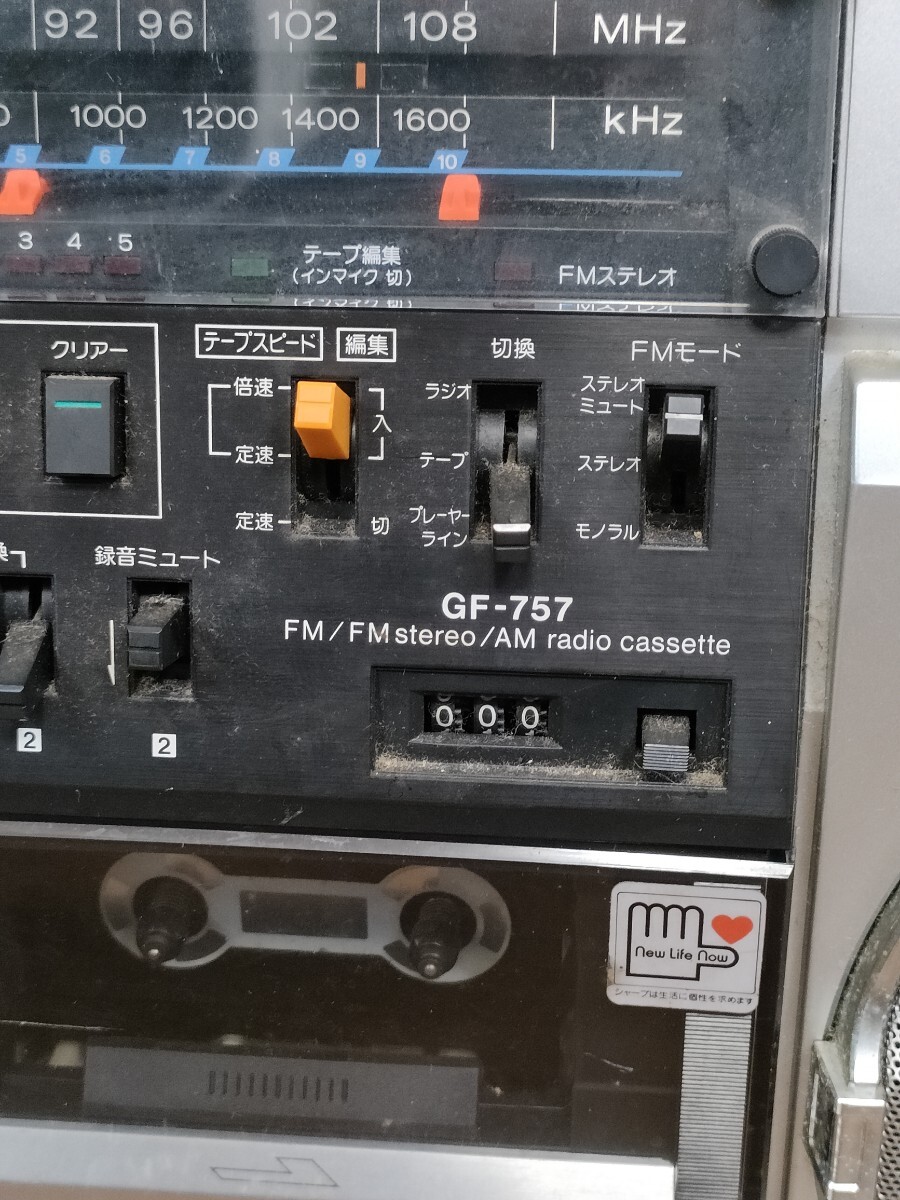 92 96 102 108 MHz
1000 1200 1400 1600 kHz
5 6 7 8 9 10
3 4 5
テープ編集
(インマイク 切)
FMステレオ
クリアー
テープスピード 編集
倍速
定速
定速
入
切
切換
ラジオ
テープ
プレーヤー
ライン
FMモード
ステレオ
ミュート
ステレオ
モノラル
録音ミュート
2
2
GF-757
FM/FM stereo/AM radio cassette
0 0 0
New Life Now
シャープは生活に個性を求めます